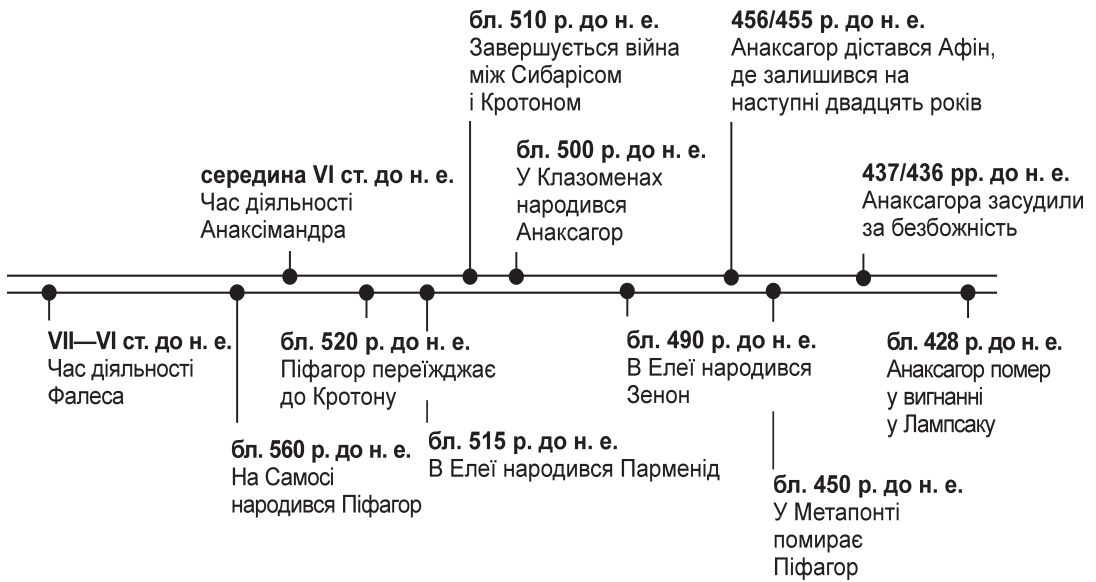 бл. 510 р. до н. е.
Завершується війна
між Сибарісом
і Кротоном
456/455 р. до н. е.
Анаксагор дістався Афін,
де залишився на
наступні двадцять років
середина VI ст. до н. е.
Час діяльності
Анаксімандра
бл. 500 р. до н. е.
У Клазоменах
народився
Анаксагор
437/436 рр. до н. е.
Анаксагора засудили
за безбожність
VII—VI ст. до н. е.
Час діяльності
Фалеса
бл. 560 р. до н. е.
На Самосі
народився Піфагор
бл. 520 р. до н. е.
Піфагор переїжджає
до Кротону
бл. 515 р. до н. е.
В Елеї народився Парменід
бл. 490 р. до н. е.
В Елеї народився
Зенон
бл. 450 р. до н. е.
У Метапонті
помирає
Піфагор
бл. 428 р. до н. е.
Анаксагор помер
у вигнанні
у Лампсаку